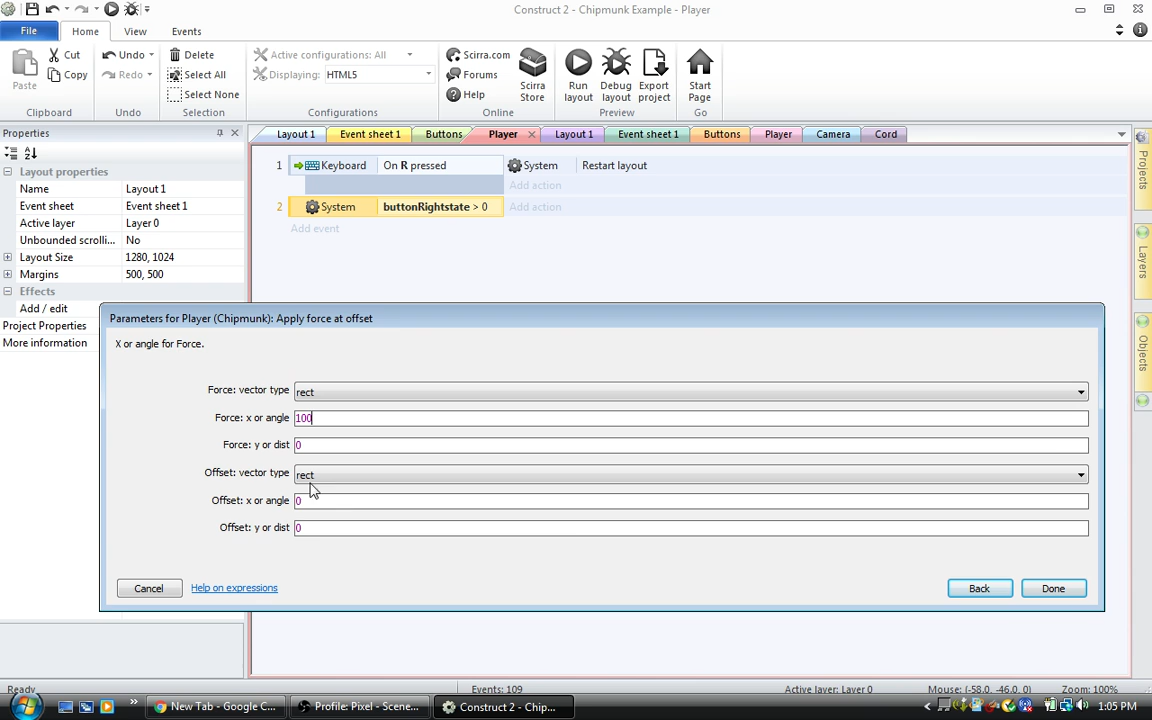 Construct 2 - Chipmunk Example - Player
File
Home
View
Events
Paste
Cut
Copy
Clipboard
Undo
Redo
Undo
Delete
Select All
Select None
Selection
Active configurations: All
Displaying: HTML5
Configurations
Scirra.com
Forums
Help
Scirra Store
Online
Run layout
Debug layout
Export project
Preview
Start Page
Go
Properties
Layout 1
Event sheet 1
Buttons
Player
Layout 1
Event sheet 1
Buttons
Player
Camera
Cord
Layout properties
Name Layout 1
Event sheet Event sheet 1
Active layer Layer 0
Unbounded scrolli... No
Layout Size 1280, 1024
Margins 500, 500
Effects
Add / edit
Project Properties
More information
1 Keyboard On R pressed System Restart layout
Add action
2 System buttonRightstate > 0 Add action
Add event
Projects
Layers
Objects
Parameters for Player (Chipmunk): Apply force at offset
X or angle for Force.
Force: vector type rect
Force: x or angle 100
Force: y or dist 0
Offset: vector type rect
Offset: x or angle 0
Offset: y or dist 0
Cancel
Help on expressions
Back
Done
Ready
Events: 109
Active layer: Layer 0
Mouse: (-58.0, -46.0, 0)
Zoom: 100%
New Tab - Google C...
Profile: Pixel - Scene...
Construct 2 - Chip...
1:05 PM